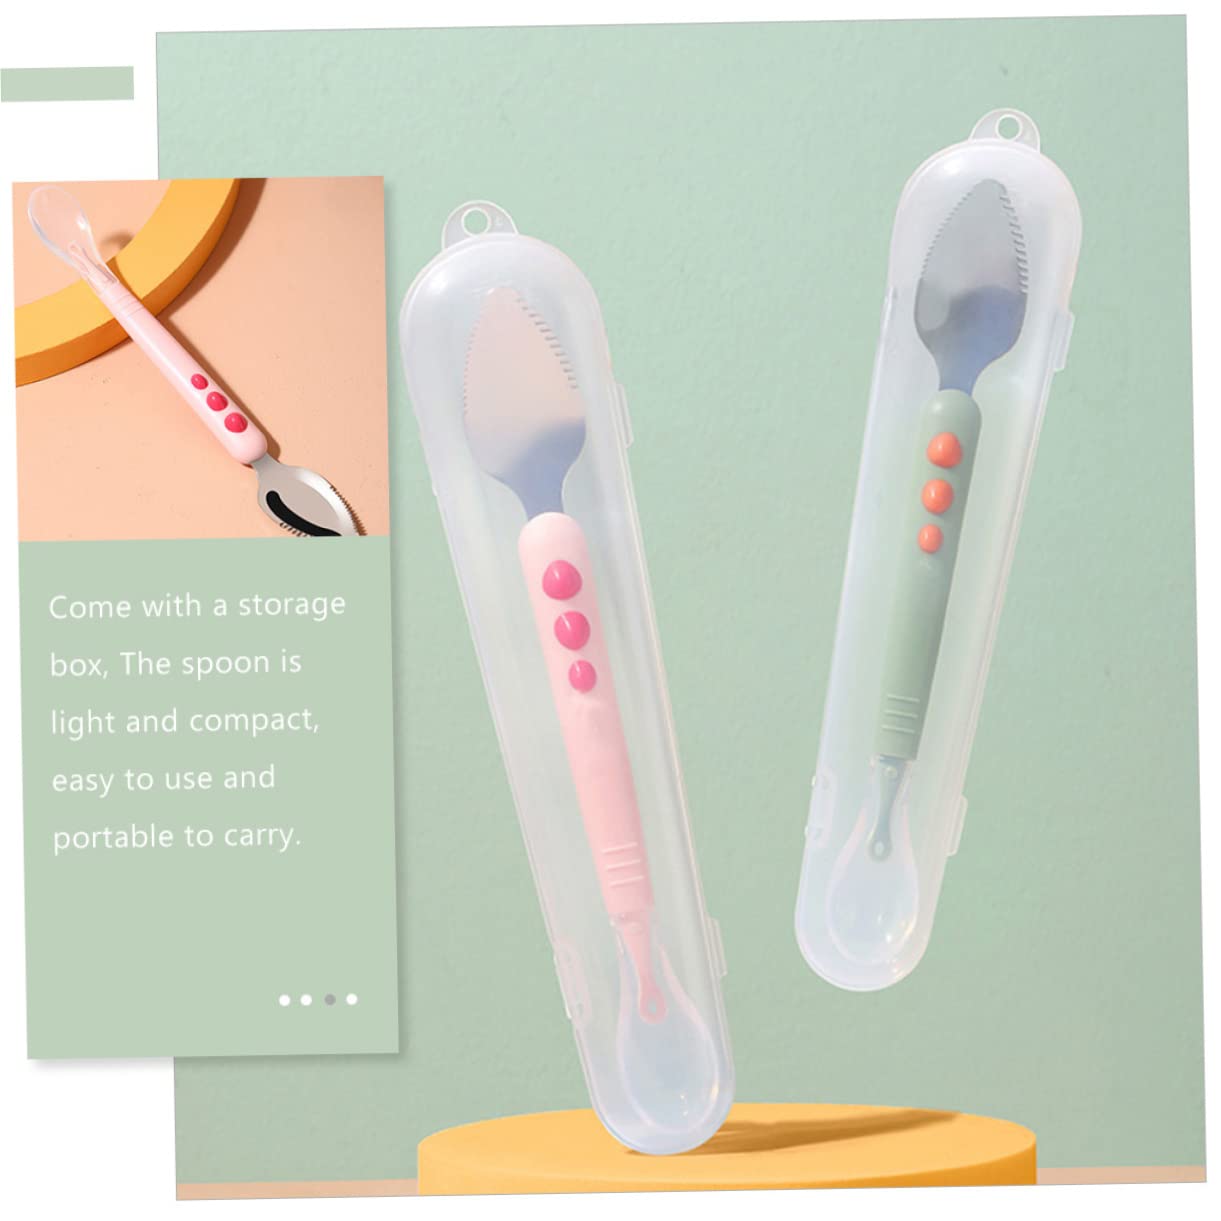 Come with a storage
box, The spoon is
light and compact,
easy to use and
portable to carry.